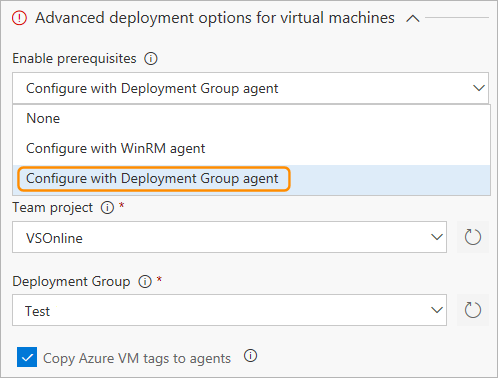 Advanced deployment options for virtual machines
Enable prerequisites
Configure with Deployment Group agent
None
Configure with WinRM agent
Configure with Deployment Group agent
Team project *
VSOnline
Deployment Group *
Test
Copy Azure VM tags to agents